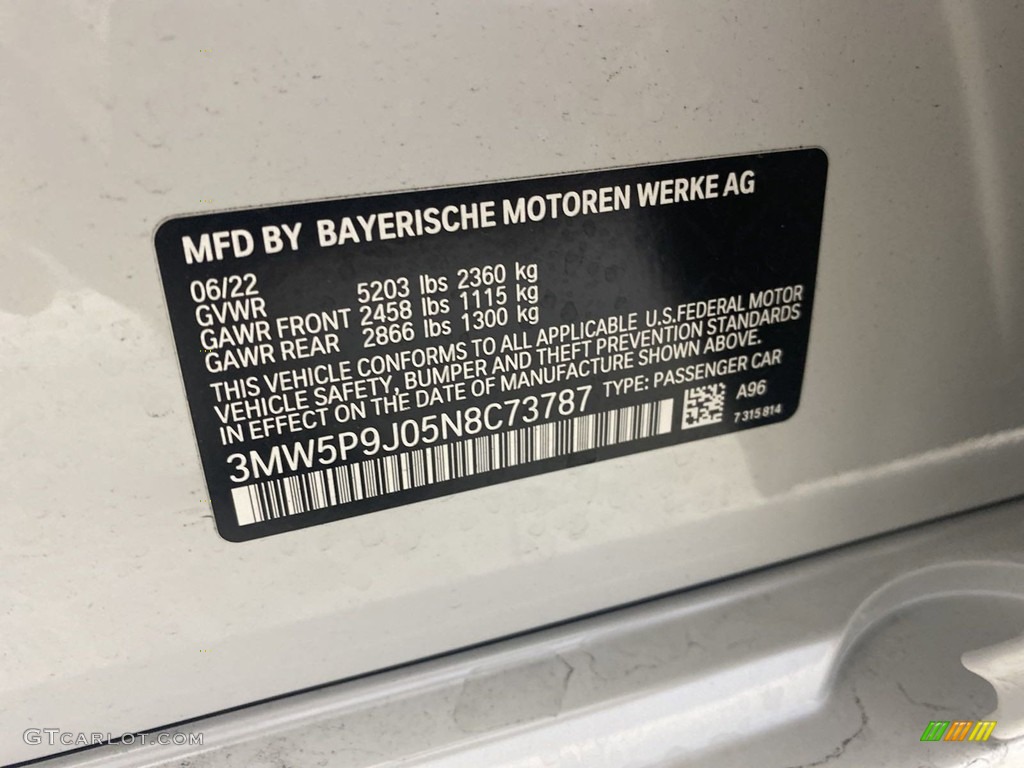 MFD BY BAYERISCHE MOTOREN WERKE AG
06/22
GVWR 5203 lbs 2360 kg
GAWR FRONT 2458 lbs 1115 kg
GAWR REAR 2866 lbs 1300 kg
THIS VEHICLE CONFORMS TO ALL APPLICABLE U.S.FEDERAL MOTOR
VEHICLE SAFETY, BUMPER AND THEFT PREVENTION STANDARDS
IN EFFECT ON THE DATE OF MANUFACTURE SHOWN ABOVE.
3MW5P9J05N8C73787 TYPE: PASSENGER CAR
A96
7 315 814
GTCARLOT.COM